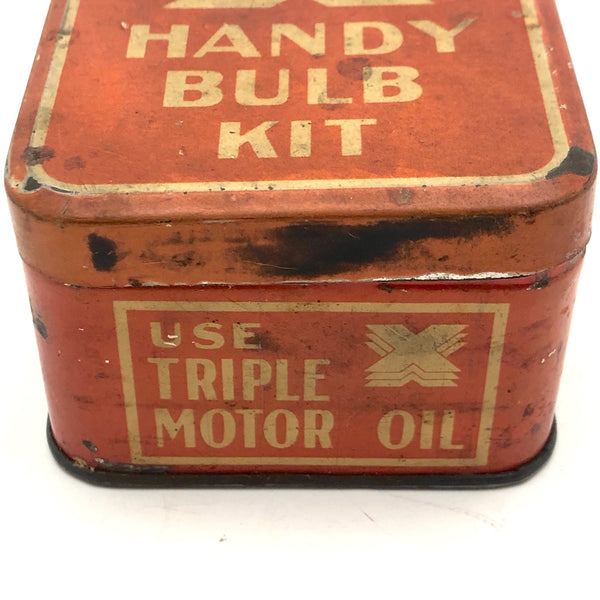 HANDY
BULB
KIT
USE
TRIPLE X
MOTOR OIL